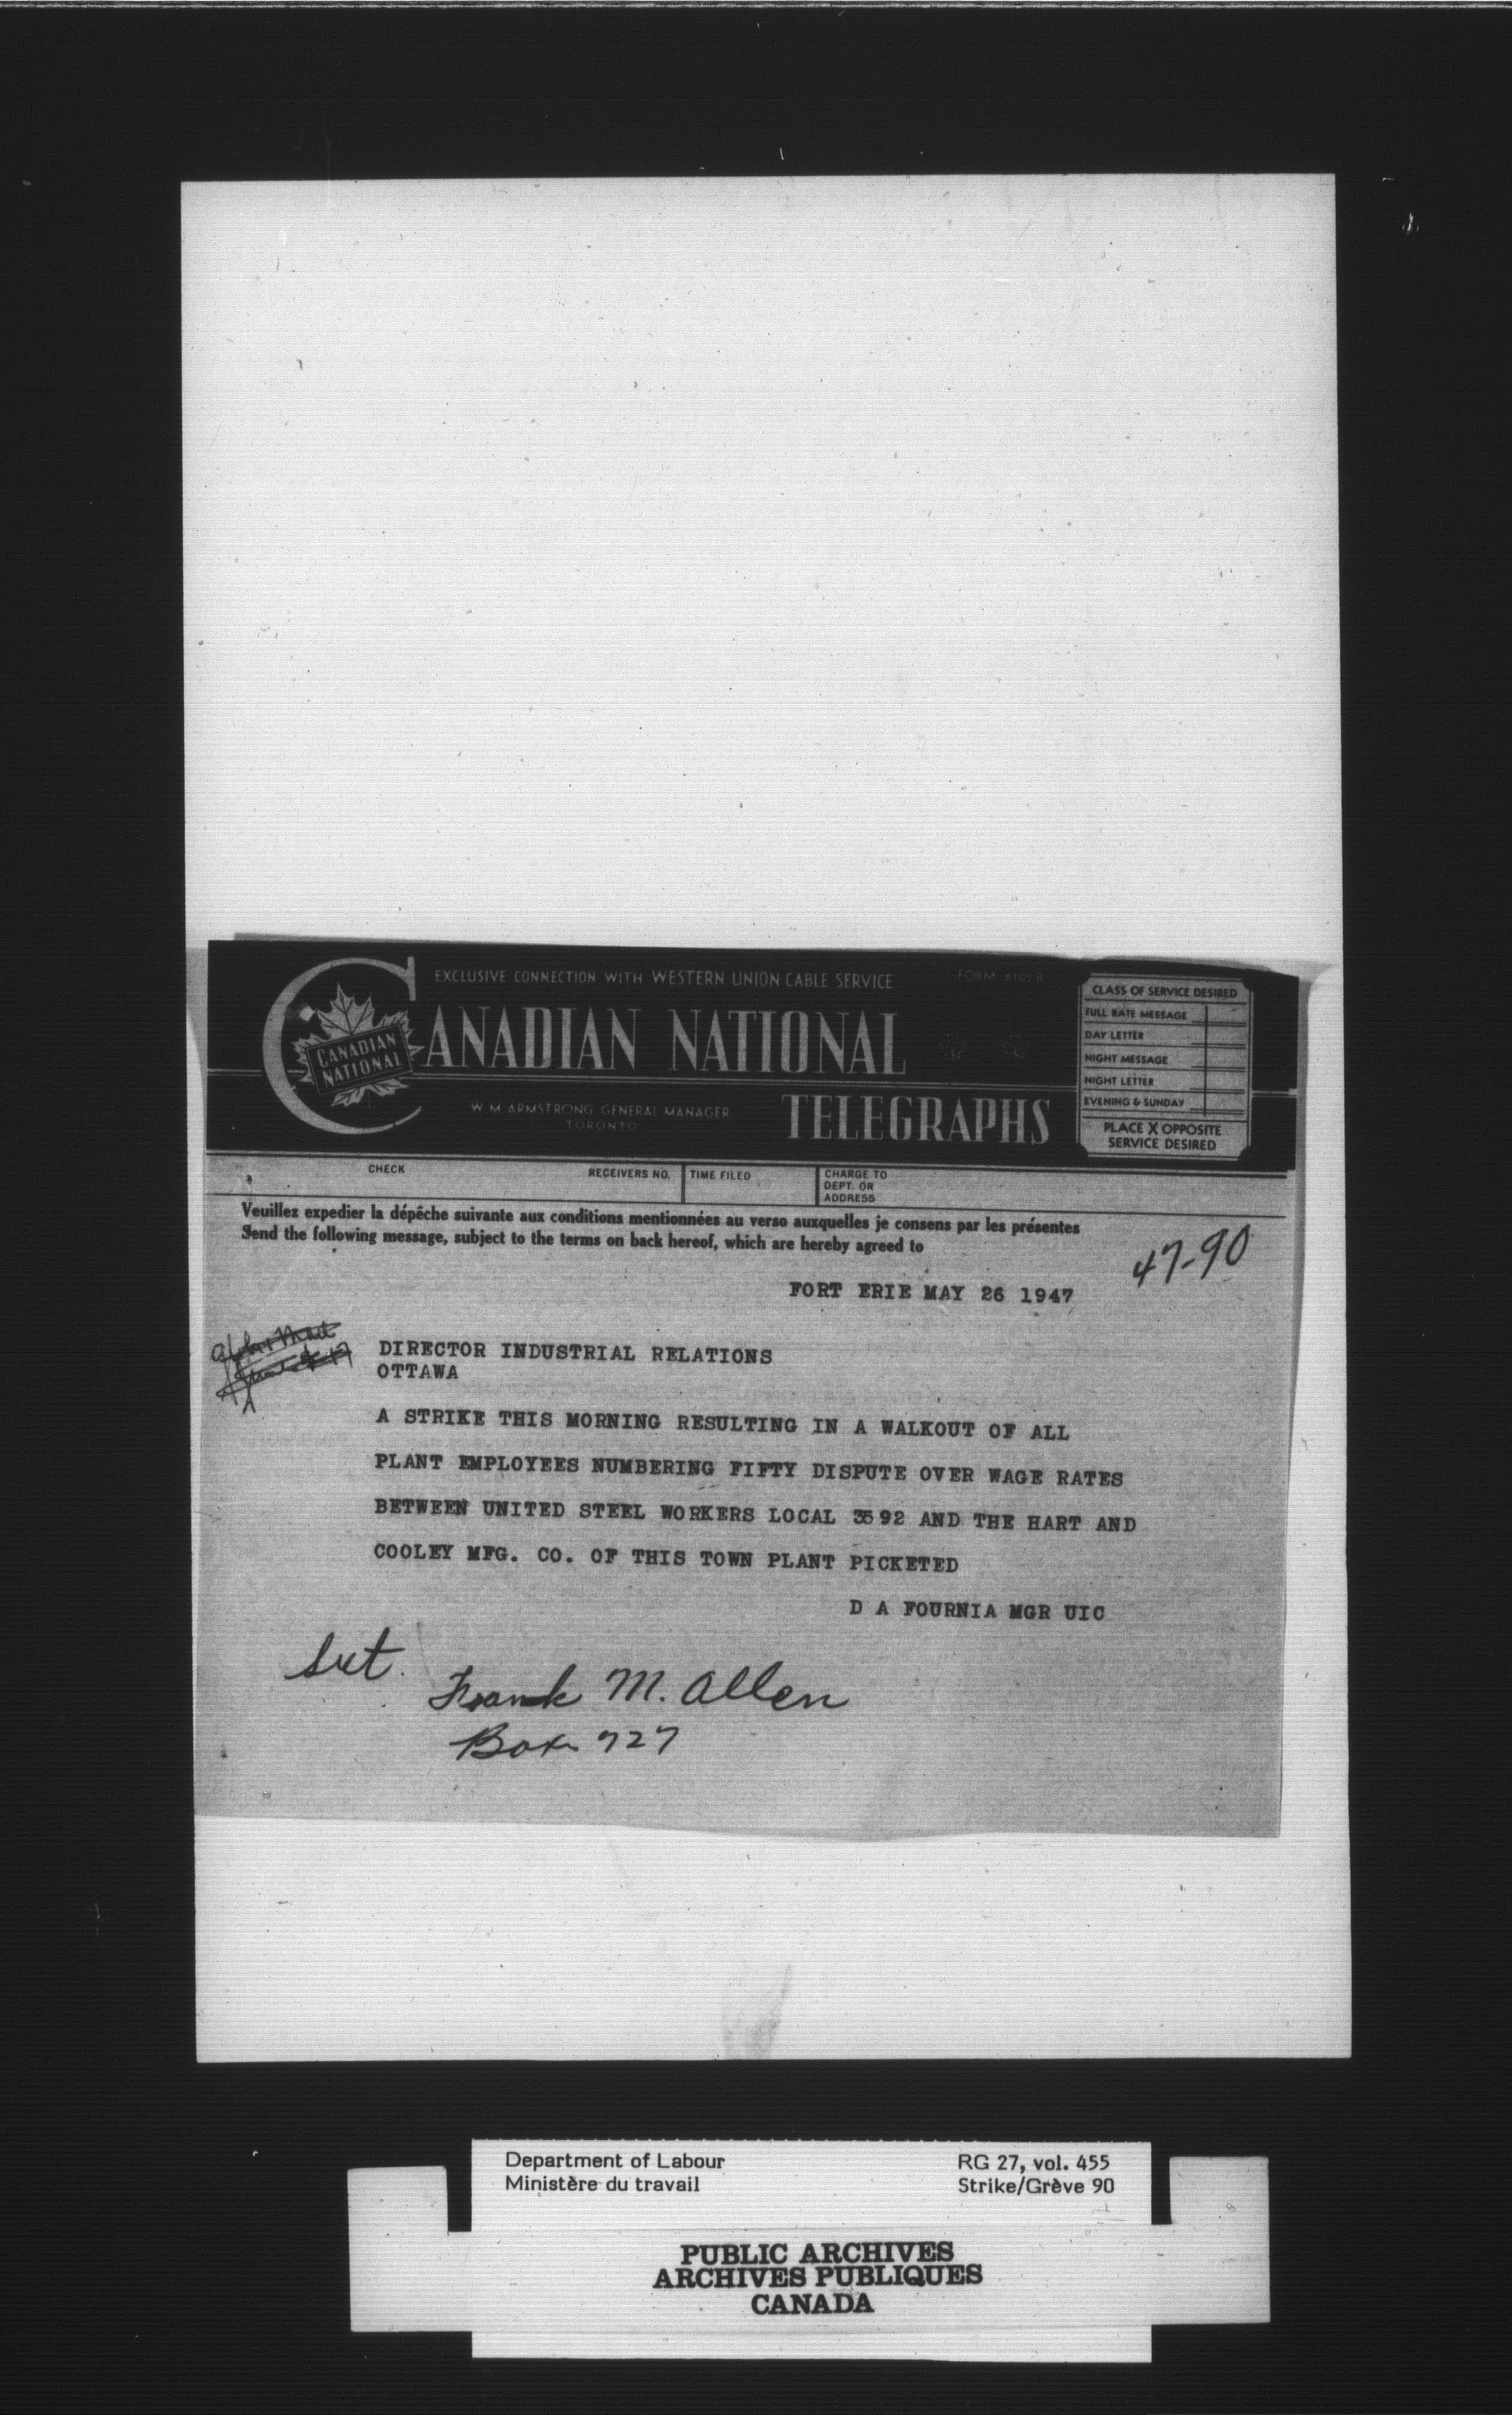 EXCLUSIVE CONNECTION WITH WESTERN UNION CABLE SERVICE
FORM 6102 B
CANADIAN NATIONAL
CANADIAN NATIONAL
TELEGRAPHS
W M ARMSTRONG GENERAL MANAGER
TORONTO
CLASS OF SERVICE DESIRED
FULL RATE MESSAGE
DAY LETTER
NIGHT MESSAGE
NIGHT LETTER
EVENING & SUNDAY
PLACE X OPPOSITE
SERVICE DESIRED
CHECK
RECEIVERS NO.
TIME FILED
CHARGE TO
DEPT. OR
ADDRESS
Veuillez expedier la dépêche suivante aux conditions mentionnées au verso auxquelles je consens par les présentes
Send the following message, subject to the terms on back hereof, which are hereby agreed to
47-90
FORT ERIE MAY 26 1947
DIRECTOR INDUSTRIAL RELATIONS
OTTAWA
A STRIKE THIS MORNING RESULTING IN A WALKOUT OF ALL
PLANT EMPLOYEES NUMBERING FIFTY DISPUTE OVER WAGE RATES
BETWEEN UNITED STEEL WORKERS LOCAL 3592 AND THE HART AND
COOLEY MFG. CO. OF THIS TOWN PLANT PICKETED
D A FOURNIA MGR UIC
Frank M. Allen
Box 727
Department of Labour
Ministère du travail
RG 27, vol. 455
Strike/Grève 90
PUBLIC ARCHIVES
ARCHIVES PUBLIQUES
CANADA